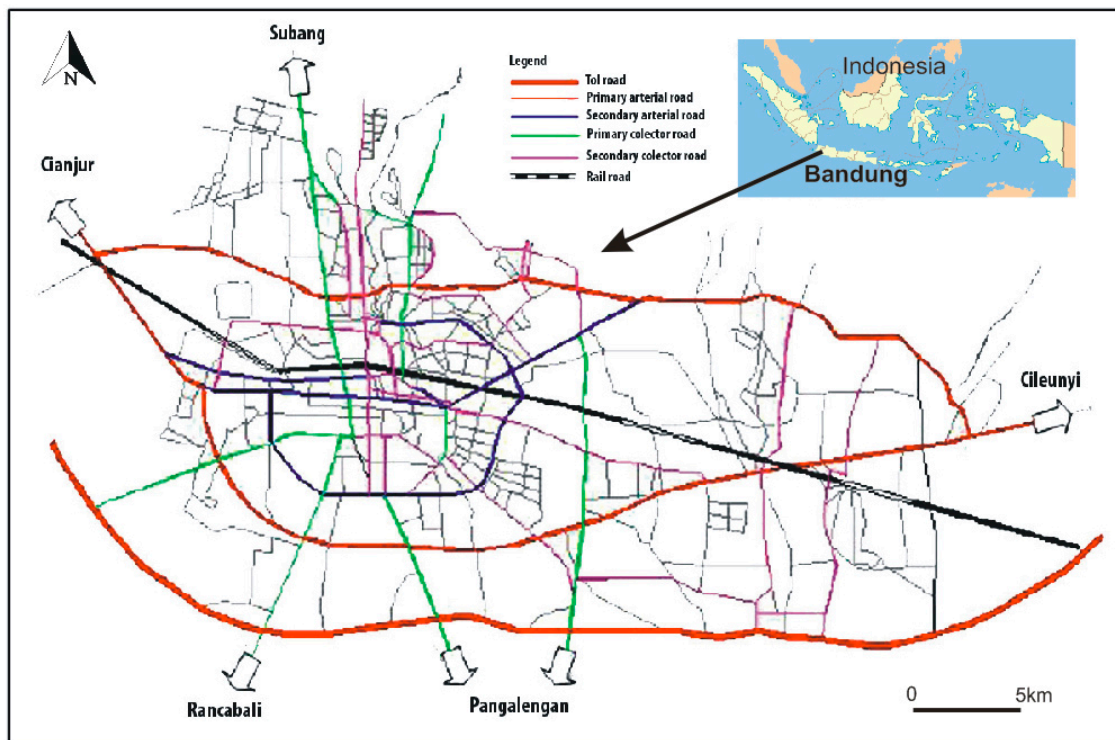 Subang
N
Cianjur
Legend
Tol road
Primary arterial road
Secondary arterial road
Primary colector road
Secondary colector road
Rail road
Indonesia
Bandung
Cileunyi
Rancabali
Pangalengan
0 5km